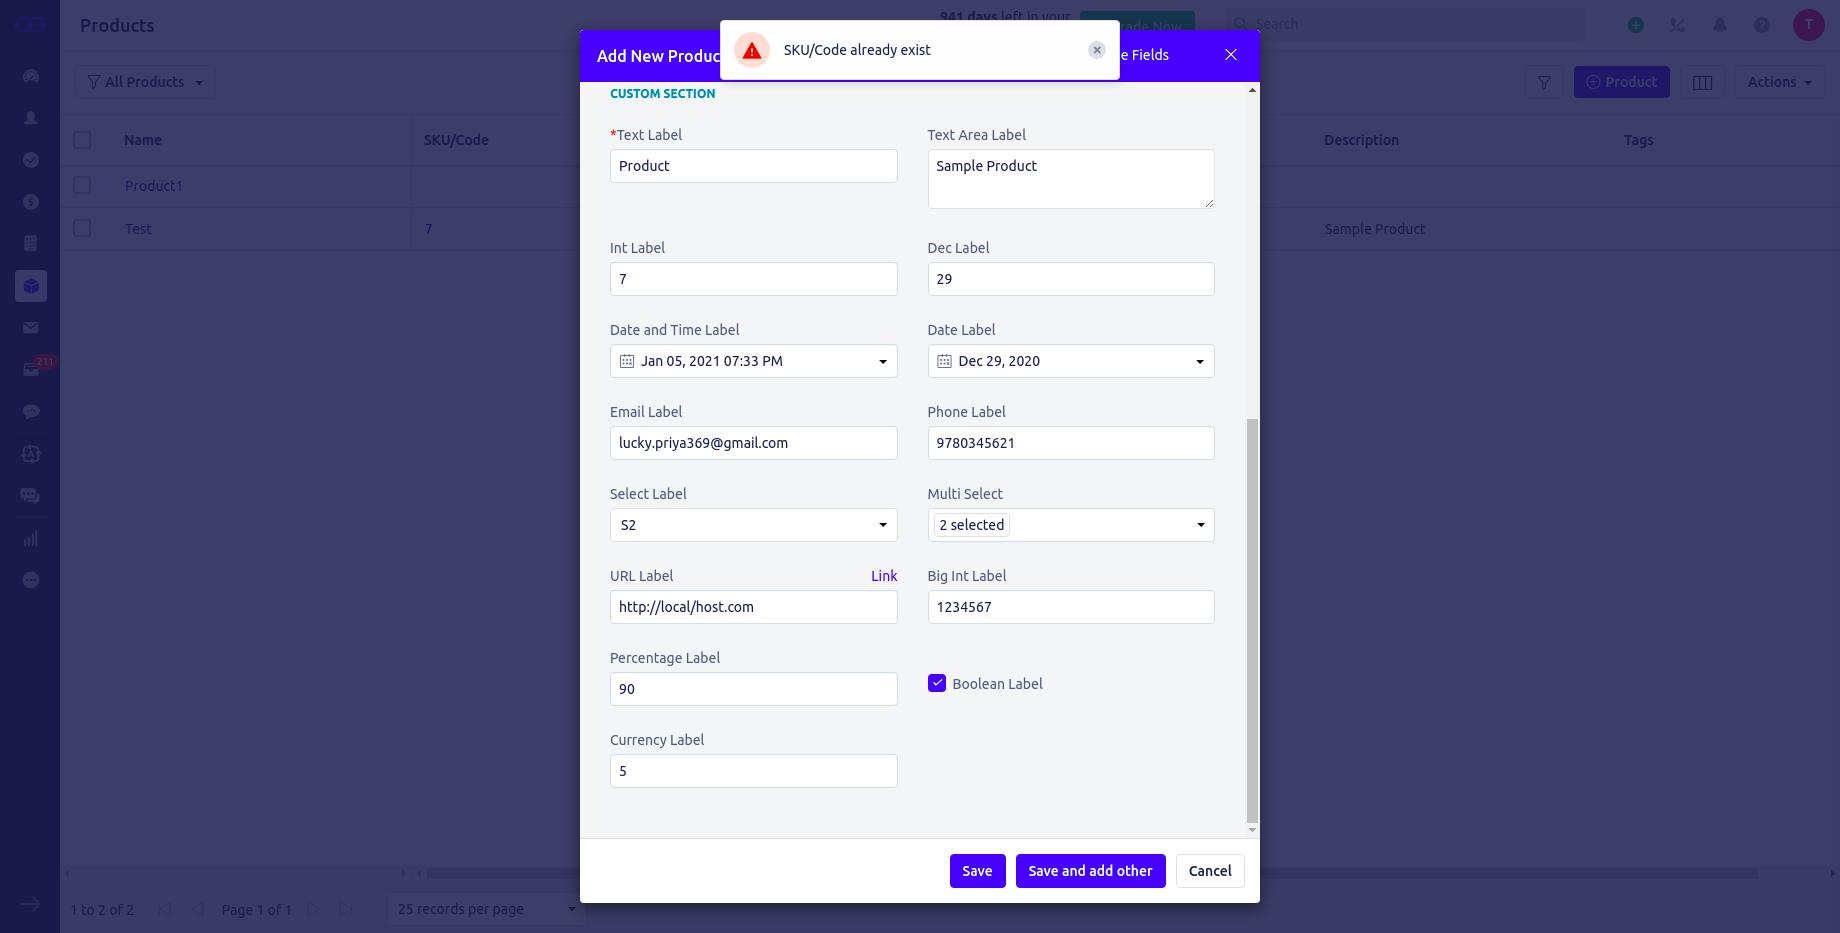 Products
941 days left in your
Search
T
SKU/Code already exist
Add New Produc
e Fields
All Products
Product
Actions
Name
SKU/Code
Description
Tags
Product1
Test
7
Sample Product
211
CUSTOM SECTION
*Text Label
Text Area Label
Product
Sample Product
Int Label
Dec Label
7
29
Date and Time Label
Date Label
Jan 05, 2021 07:33 PM
Dec 29, 2020
Email Label
Phone Label
lucky.priya369@gmail.com
9780345621
Select Label
Multi Select
S2
2 selected
URL Label
Link
Big Int Label
http://local/host.com
1234567
Percentage Label
90
Boolean Label
Currency Label
5
Save
Save and add other
Cancel
1 to 2 of 2
Page 1 of 1
25 records per page